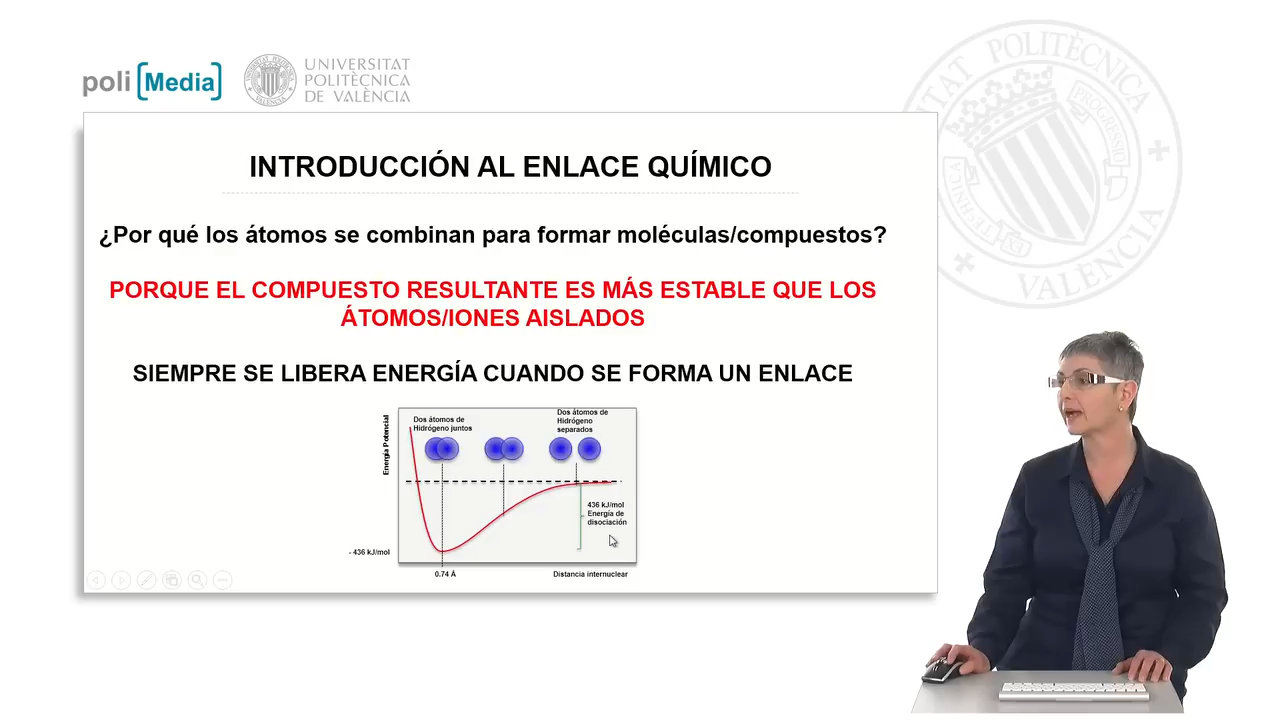 poli [Media]
UNIVERSITAT
POLITÈCNICA
DE VALÈNCIA
POLITÈCNICA
PROGRESSIO
VALÈNCIA
INTRODUCCIÓN AL ENLACE QUÍMICO
¿Por qué los átomos se combinan para formar moléculas/compuestos?
PORQUE EL COMPUESTO RESULTANTE ES MÁS ESTABLE QUE LOS
ÁTOMOS/IONES AISLADOS
SIEMPRE SE LIBERA ENERGÍA CUANDO SE FORMA UN ENLACE
Energía Potencial
Dos átomos de
Hidrógeno juntos
Dos átomos de
Hidrógeno
separados
436 kJ/mol
Energía de
disociación
- 436 kJ/mol
0.74 Å
Distancia internuclear